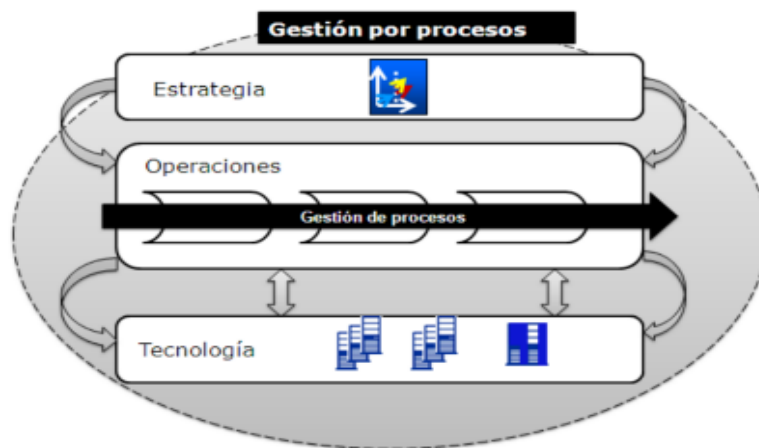 Gestión por procesos
Estrategia
Operaciones
Gestión de procesos
Tecnología